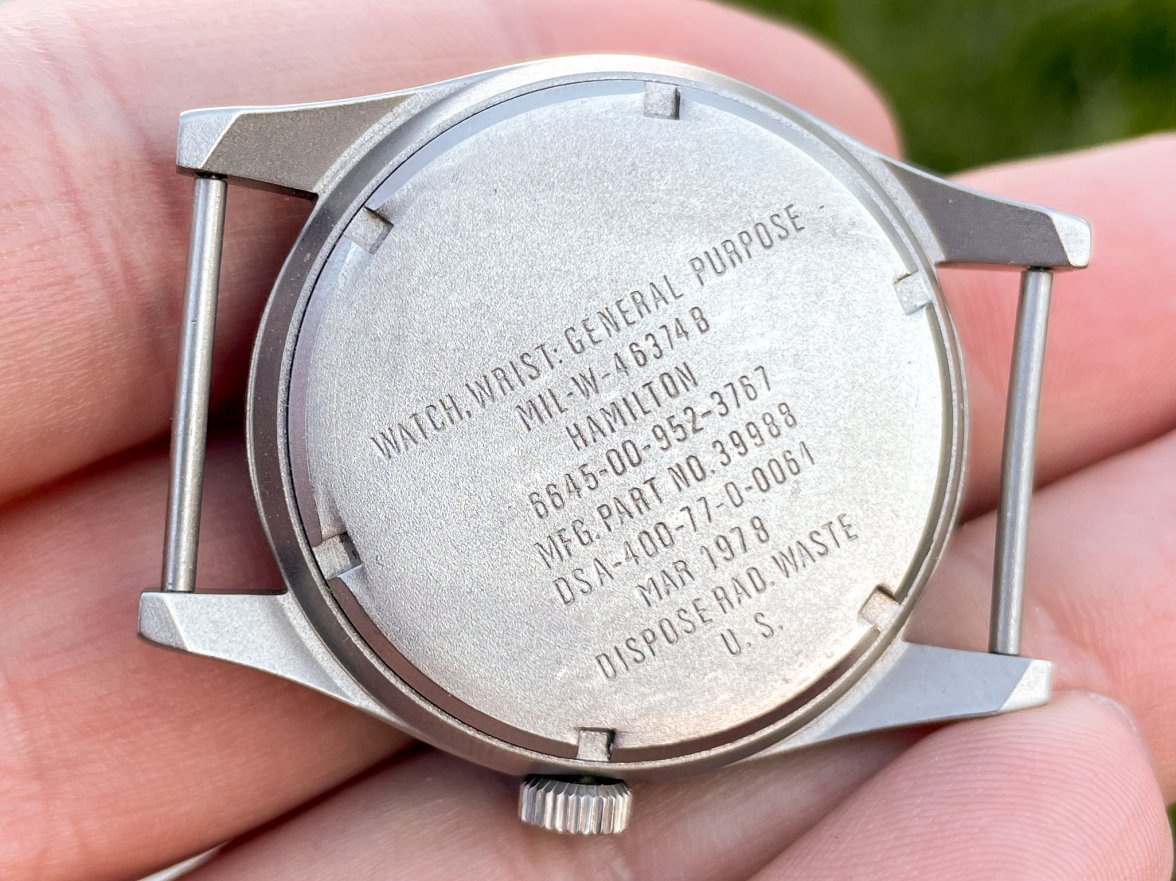 WATCH, WRIST: GENERAL PURPOSE
MIL-W-46374B
HAMILTON
6645-00-952-3767
MFG. PART NO. 39988
DSA-400-77-D-0061
MAR 1978
DISPOSE RAD. WASTE
U. S.